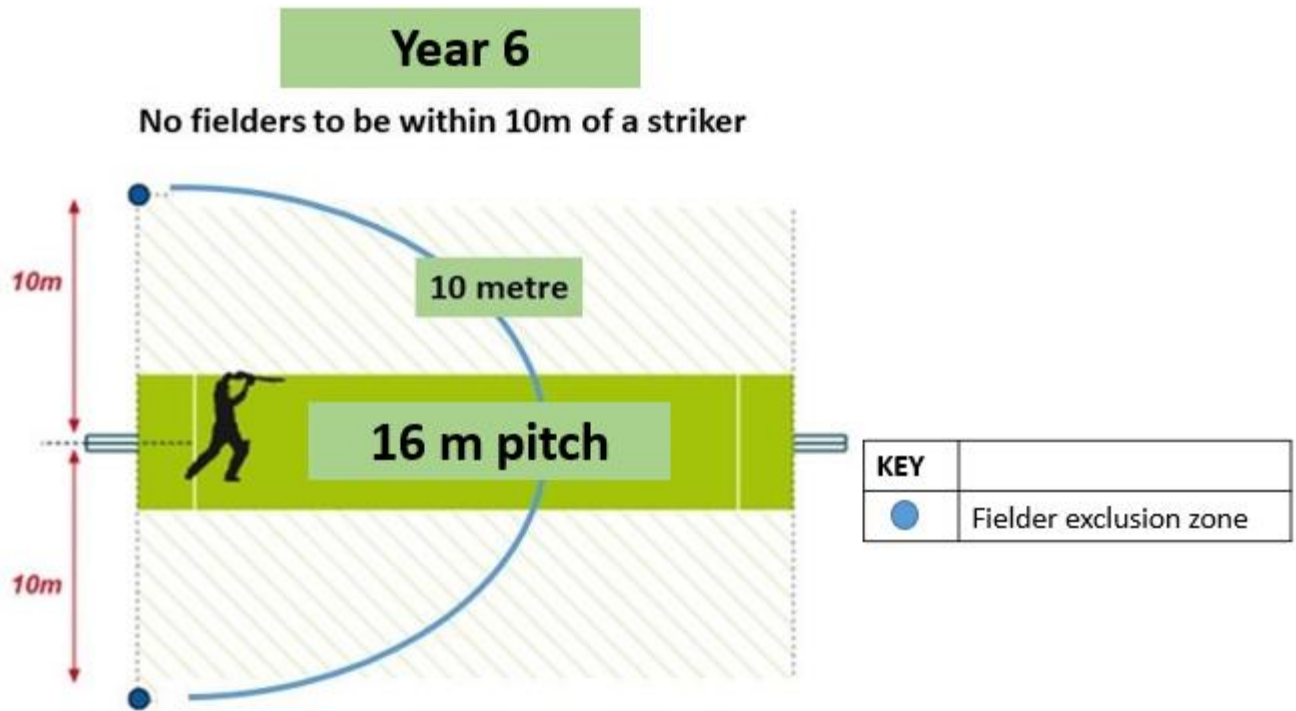 Year 6
No fielders to be within 10m of a striker
10m
10 metre
16 m pitch
KEY
Fielder exclusion zone
10m